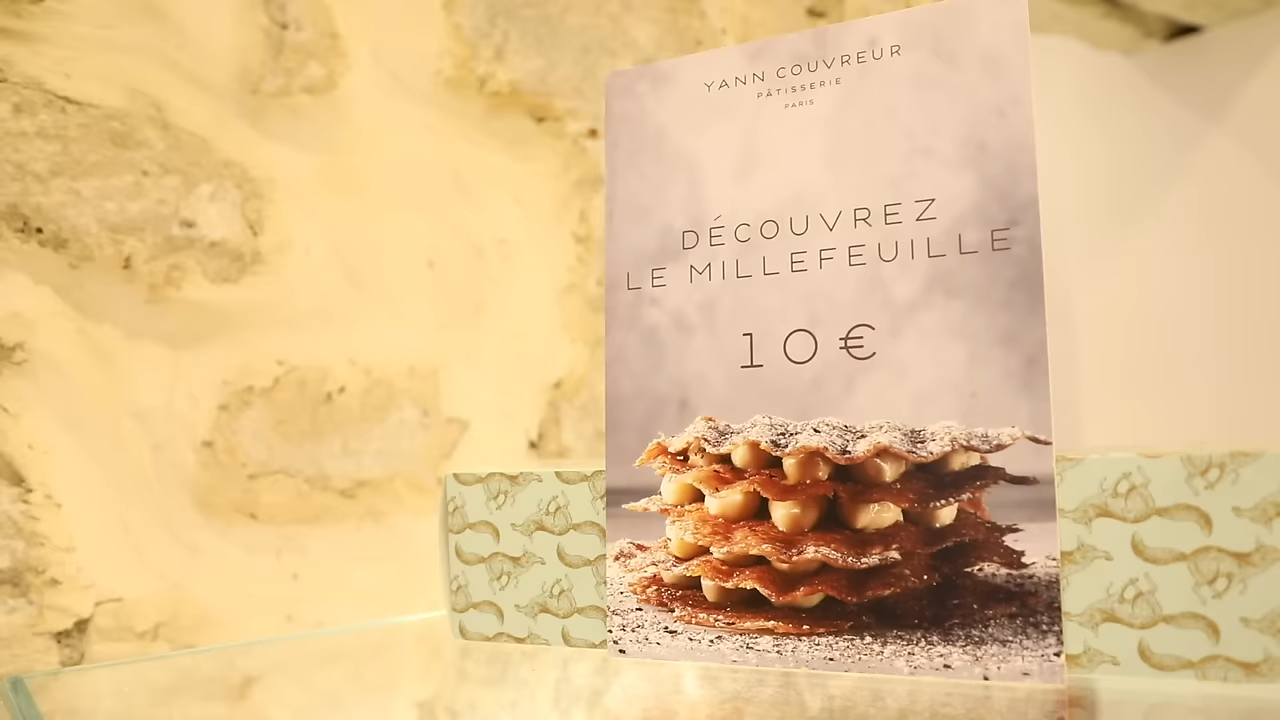 YANN COUVREUR
PÂTISSERIE
PARIS
DÉCOUVREZ
LE MILLEFEUILLE
10 €